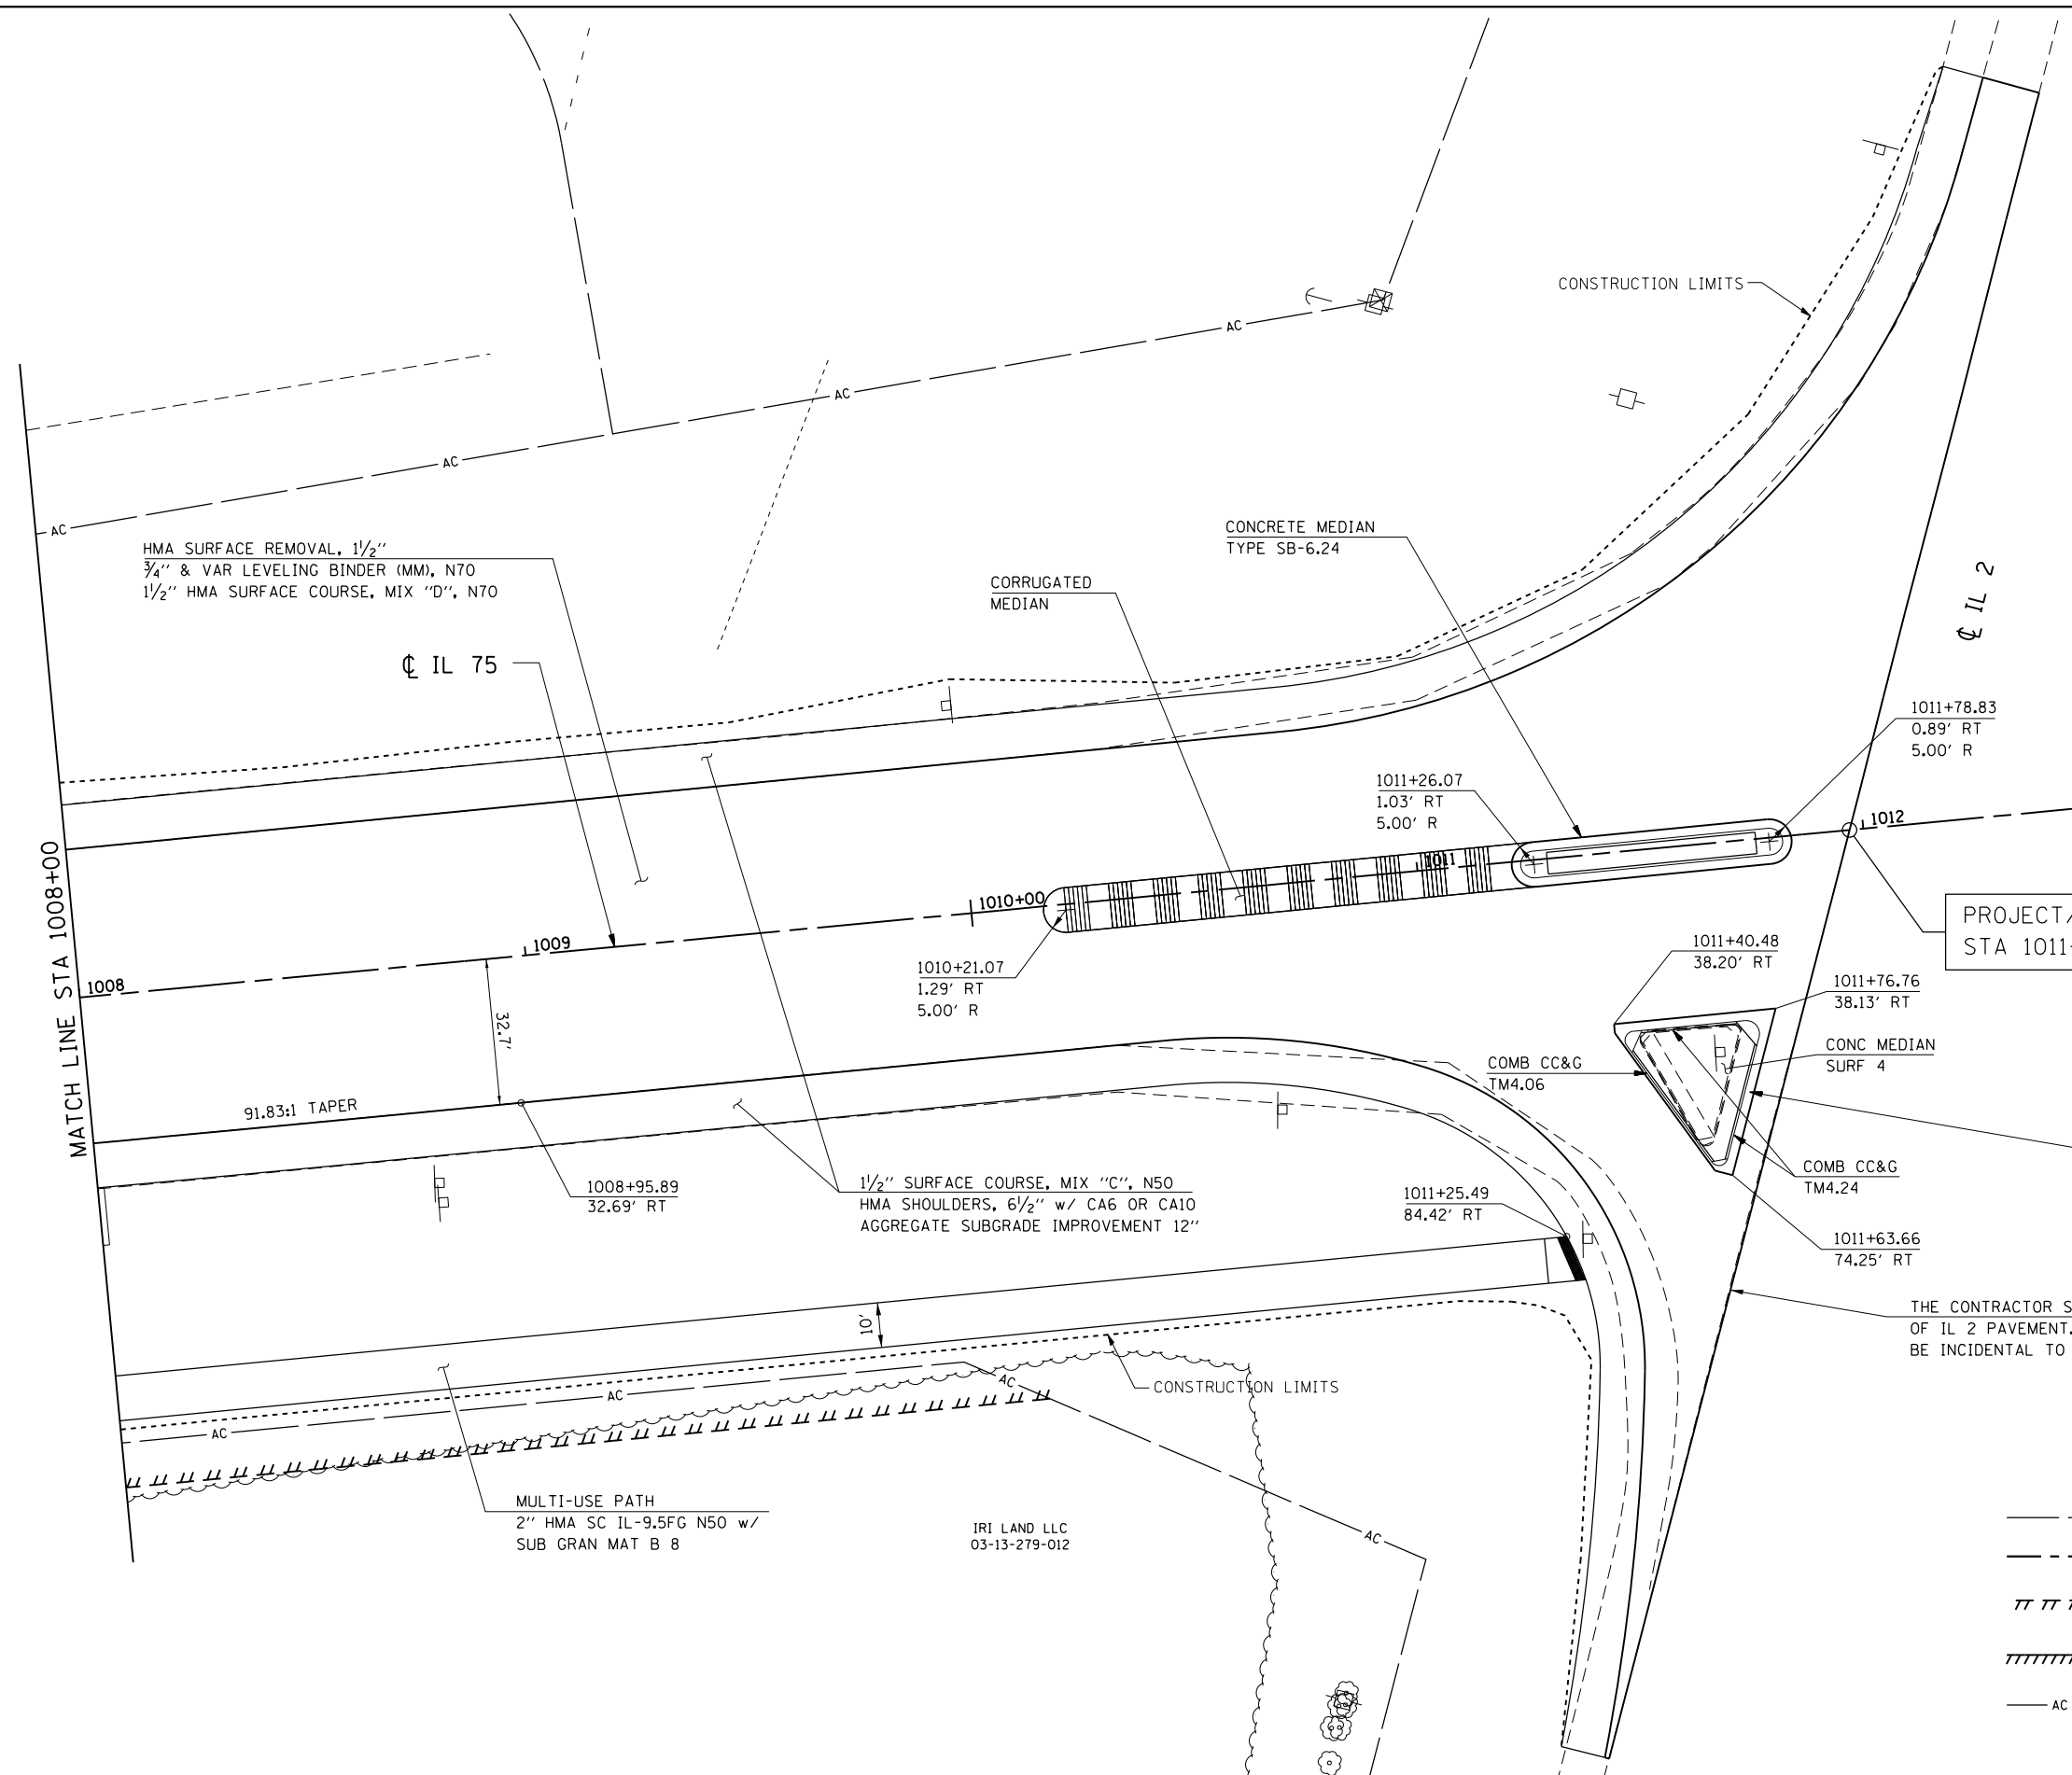 CONSTRUCTION LIMITS
AC
AC
AC
AC
HMA SURFACE REMOVAL, 1½"
¾" & VAR LEVELING BINDER (MM), N70
1½" HMA SURFACE COURSE, MIX "D", N70
CONCRETE MEDIAN
TYPE SB-6.24
CORRUGATED
MEDIAN
℄ IL 75
℄ IL 2
1011+78.83
0.89' RT
5.00' R
1011+26.07
1.03' RT
5.00' R
1012
1011
1010+00
1009
1008
MATCH LINE STA 1008+00
PROJECT/
STA 1011+
1010+21.07
1.29' RT
5.00' R
1011+40.48
38.20' RT
1011+76.76
38.13' RT
32.7'
CONC MEDIAN
SURF 4
COMB CC&G
TM4.06
91.83:1 TAPER
COMB CC&G
TM4.24
1008+95.89
32.69' RT
1½" SURFACE COURSE, MIX "C", N50
HMA SHOULDERS, 6½" w/ CA6 OR CA10
AGGREGATE SUBGRADE IMPROVEMENT 12"
1011+25.49
84.42' RT
1011+63.66
74.25' RT
10'
THE CONTRACTOR S
OF IL 2 PAVEMENT.
BE INCIDENTAL TO
CONSTRUCTION LIMITS
AC
AC
AC
MULTI-USE PATH
2" HMA SC IL-9.5FG N50 w/
SUB GRAN MAT B 8
IRI LAND LLC
03-13-279-012
AC
AC